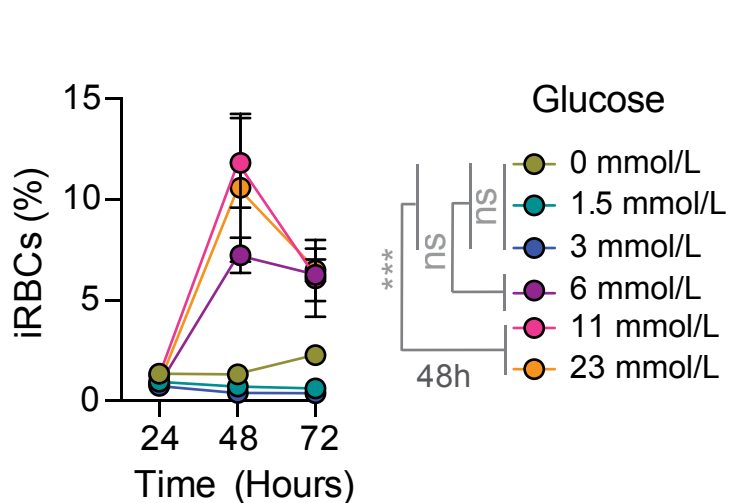 Glucose
15
10
5
0
iRBCs (%)
24 48 72
Time (Hours)
***
ns
ns
48h
0 mmol/L
1.5 mmol/L
3 mmol/L
6 mmol/L
11 mmol/L
23 mmol/L